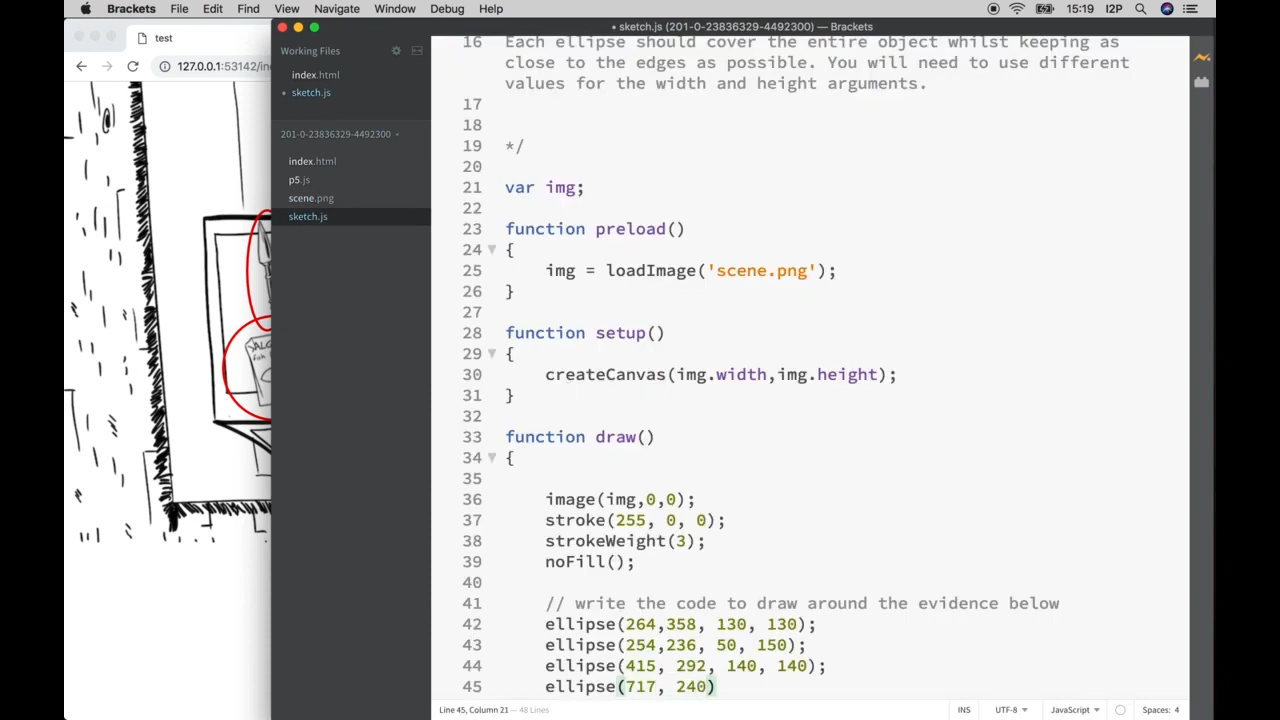 Brackets File Edit Find View Navigate Window Debug Help 15:19 I2P
test
127.0.0.1:53142/in
• sketch.js (201-0-23836329-4492300) — Brackets
Working Files
index.html
• sketch.js
201-0-23836329-4492300
index.html
p5.js
scene.png
sketch.js
16 Each ellipse should cover the entire object whilst keeping as
close to the edges as possible. You will need to use different
values for the width and height arguments.
17
18
19 */
20
21 var img;
22
23 function preload()
24 {
25 img = loadImage('scene.png');
26 }
27
28 function setup()
29 {
30 createCanvas(img.width,img.height);
31 }
32
33 function draw()
34 {
35
36 image(img,0,0);
37 stroke(255, 0, 0);
38 strokeWeight(3);
39 noFill();
40
41 // write the code to draw around the evidence below
42 ellipse(264,358, 130, 130);
43 ellipse(254,236, 50, 150);
44 ellipse(415, 292, 140, 140);
45 ellipse(717, 240)
Line 45, Column 21 — 48 Lines
INS UTF-8 JavaScript Spaces: 4